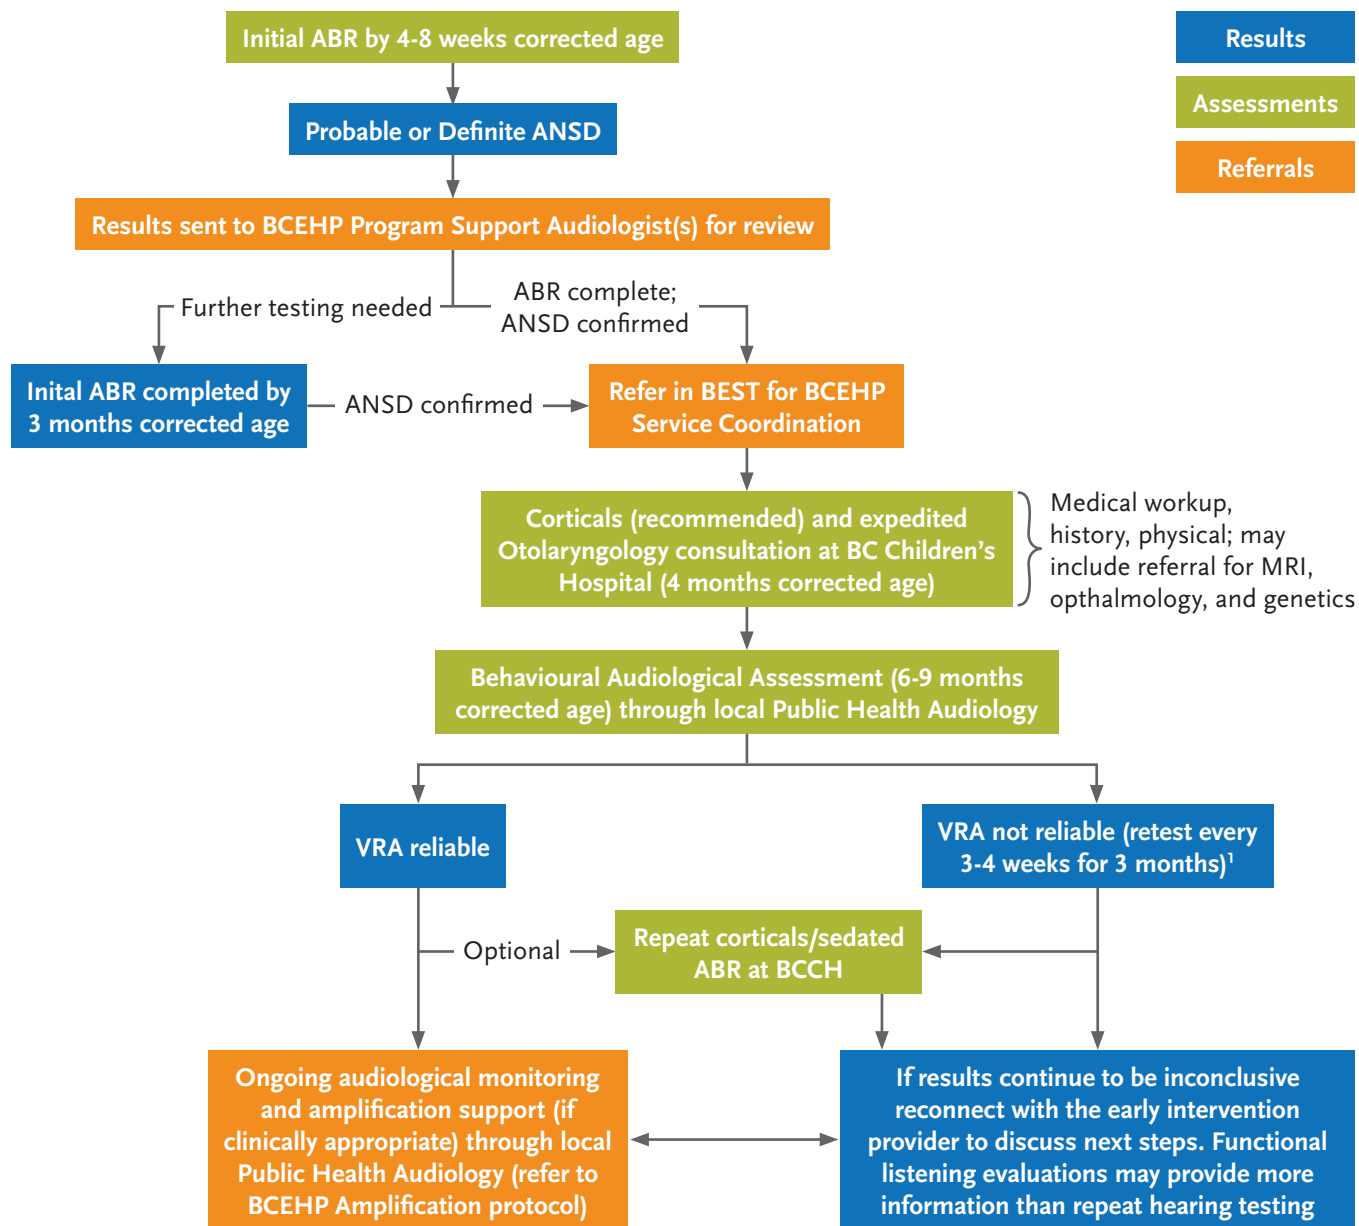 Initial ABR by 4-8 weeks corrected age
Results
Assessments
Referrals
Probable or Definite ANSD
Results sent to BCEHP Program Support Audiologist(s) for review
Further testing needed
ABR complete;
ANSD confirmed
Inital ABR completed by
3 months corrected age
ANSD confirmed
Refer in BEST for BCEHP
Service Coordination
Corticals (recommended) and expedited
Otolaryngology consultation at BC Children’s
Hospital (4 months corrected age)
Medical workup,
history, physical; may
include referral for MRI,
opthalmology, and genetics
Behavioural Audiological Assessment (6-9 months
corrected age) through local Public Health Audiology
VRA reliable
VRA not reliable (retest every
3-4 weeks for 3 months)¹
Optional
Repeat corticals/sedated
ABR at BCCH
Ongoing audiological monitoring
and amplification support (if
clinically appropriate) through local
Public Health Audiology (refer to
BCEHP Amplification protocol)
If results continue to be inconclusive
reconnect with the early intervention
provider to discuss next steps. Functional
listening evaluations may provide more
information than repeat hearing testing